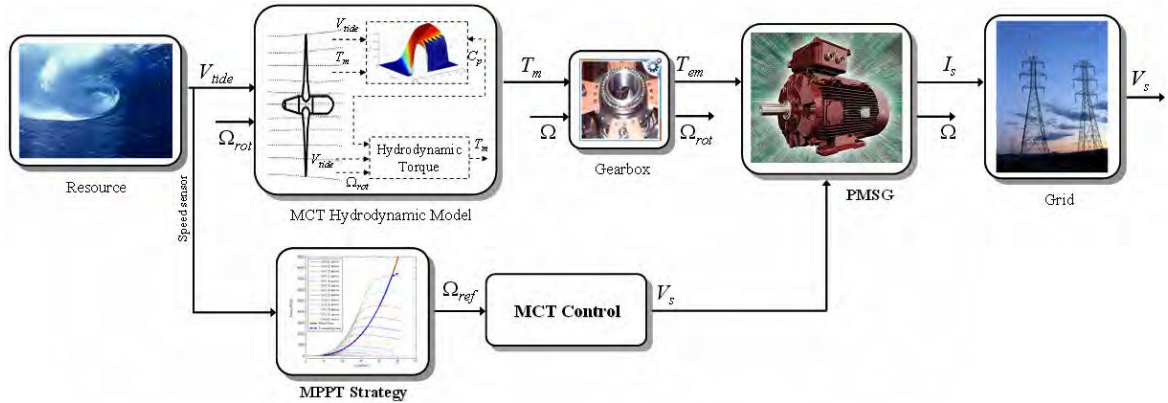 V_tide
Ω_rot
Resource
Speed sensor
V_tide
T_m
C_p
V_tide
Ω_rot
Hydrodynamic
Torque
T_m
MCT Hydrodynamic Model
T_m
Ω
Gearbox
T_em
Ω_rot
PMSG
I_s
Ω
Grid
V_s
MPPT Strategy
Ω_ref
MCT Control
V_s